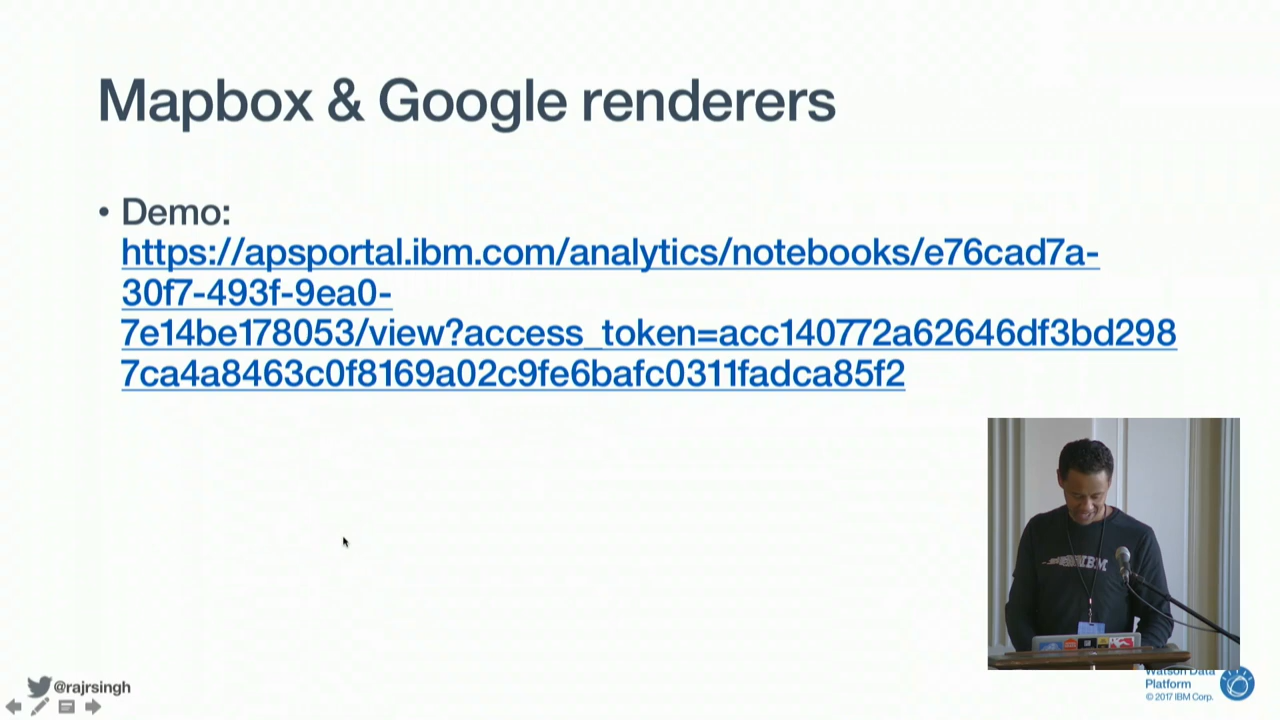 Mapbox & Google renderers
• Demo:
https://apsportal.ibm.com/analytics/notebooks/e76cad7a-
30f7-493f-9ea0-
7e14be178053/view?access_token=acc140772a62646df3bd298
7ca4a8463c0f8169a02c9fe6bafc0311fadca85f2
IBM
@rajrsingh
Watson Data
Platform
© 2017 IBM Corp.